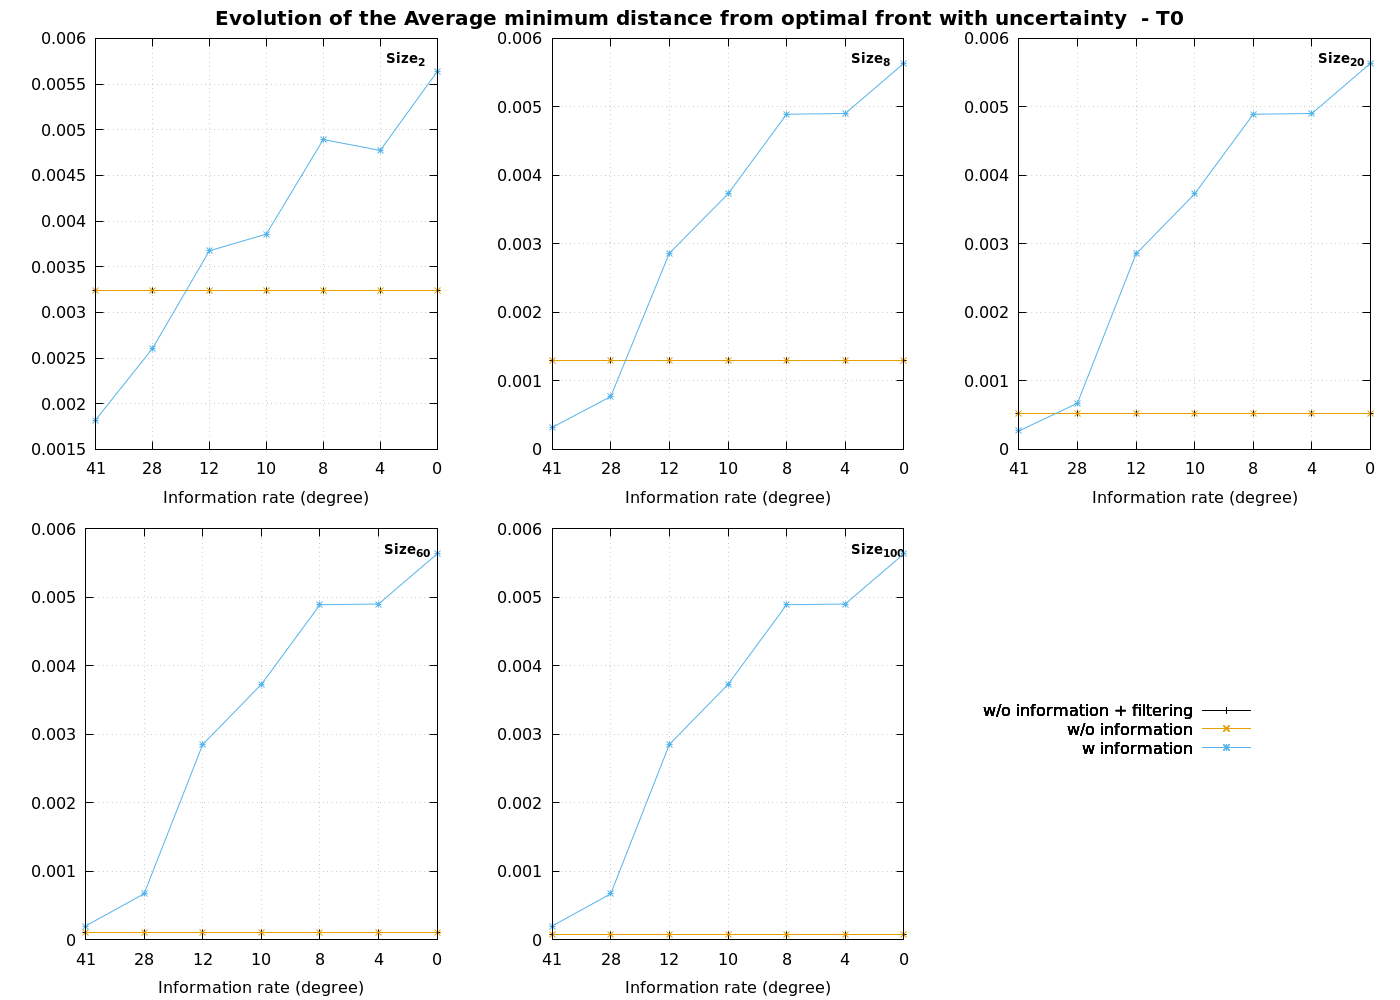 Evolution of the Average minimum distance from optimal front with uncertainty - T0
Size2
0.006
0.0055
0.005
0.0045
0.004
0.0035
0.003
0.0025
0.002
0.0015
41 28 12 10 8 4 0
Information rate (degree)
Size8
0.006
0.005
0.004
0.003
0.002
0.001
0
41 28 12 10 8 4 0
Information rate (degree)
Size20
0.006
0.005
0.004
0.003
0.002
0.001
0
41 28 12 10 8 4 0
Information rate (degree)
Size60
0.006
0.005
0.004
0.003
0.002
0.001
0
41 28 12 10 8 4 0
Information rate (degree)
Size100
0.006
0.005
0.004
0.003
0.002
0.001
0
41 28 12 10 8 4 0
Information rate (degree)
w/o information + filtering
w/o information
w information